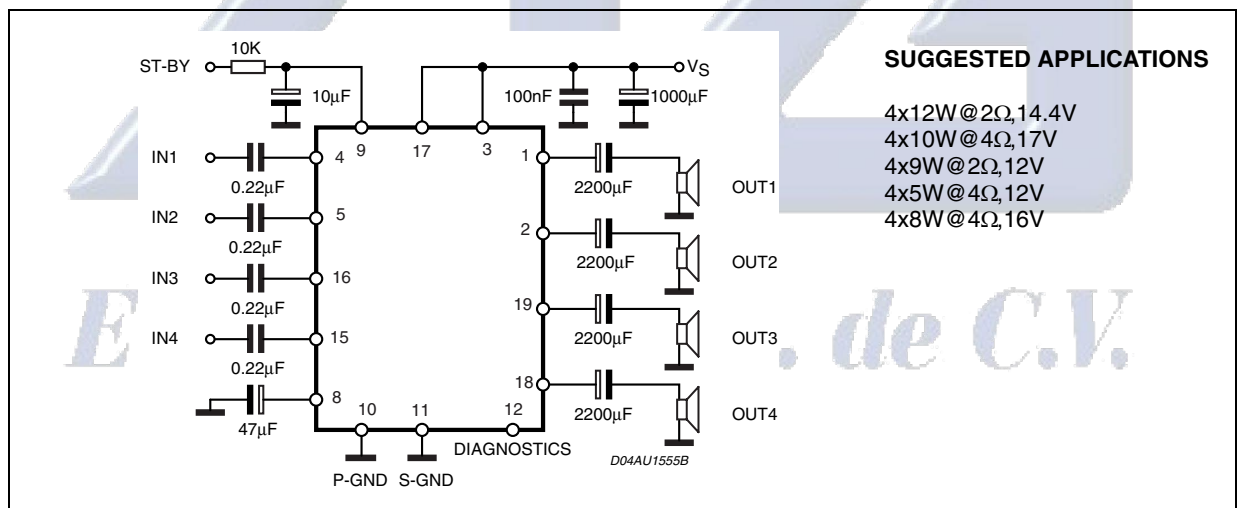 10K
ST-BY
VS
10µF
100nF
1000µF
SUGGESTED APPLICATIONS
4x12W@2Ω,14.4V
4x10W@4Ω,17V
4x9W@2Ω,12V
4x5W@4Ω,12V
4x8W@4Ω,16V
9
17
3
IN1
0.22µF
4
1
2200µF
OUT1
IN2
0.22µF
5
2
2200µF
OUT2
IN3
0.22µF
16
19
2200µF
OUT3
IN4
0.22µF
15
18
2200µF
OUT4
47µF
8
10
11
12
DIAGNOSTICS
P-GND
S-GND
D04AU1555B
E
. de C.V.